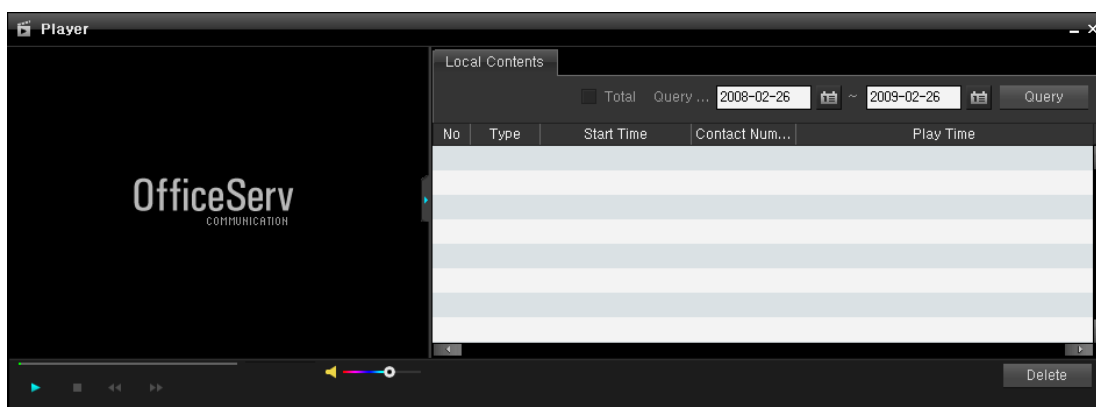 Player
Local Contents
Total Query ... 2008-02-26 ~ 2009-02-26 Query
No Type Start Time Contact Num... Play Time
OfficeServ
COMMUNICATION
Delete